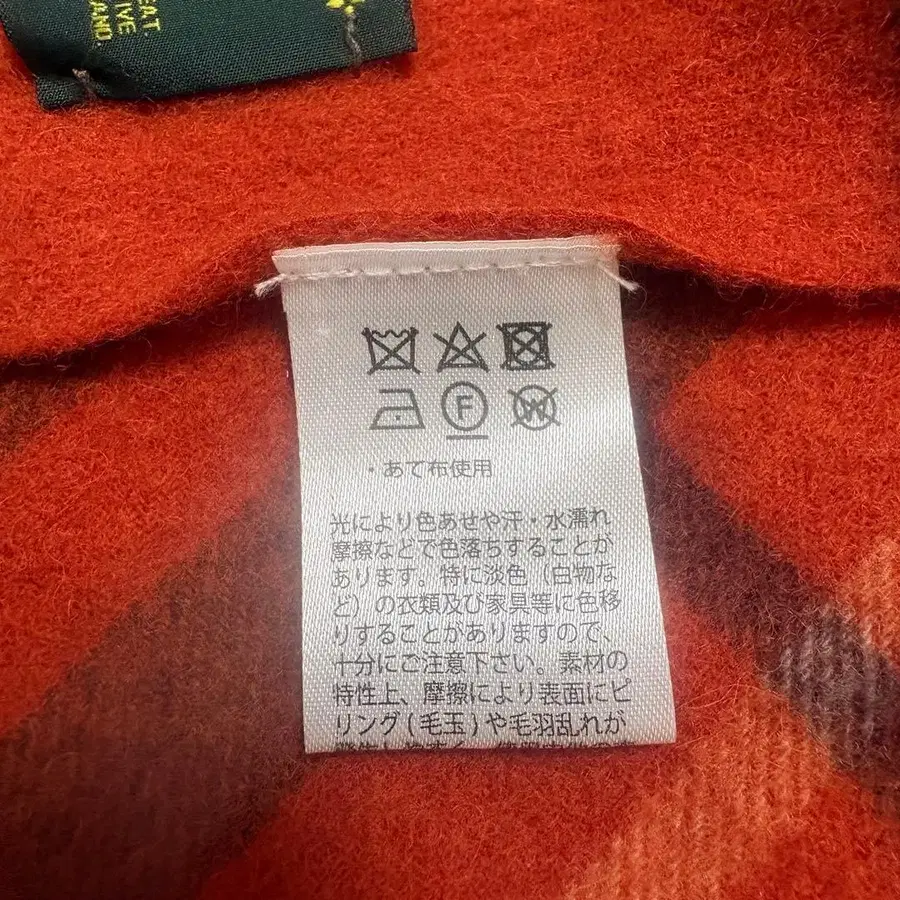 EAT.
TIVE
AND
F
W
・あて布使用
光により色あせや汗・水濡れ
摩擦などで色落ちすることが
あります。特に淡色（白物な
ど）の衣類及び家具等に色移
りすることがありますので、
十分にご注意下さい。素材の
特性上、摩擦により表面にピ
リング(毛玉)や毛羽乱れが